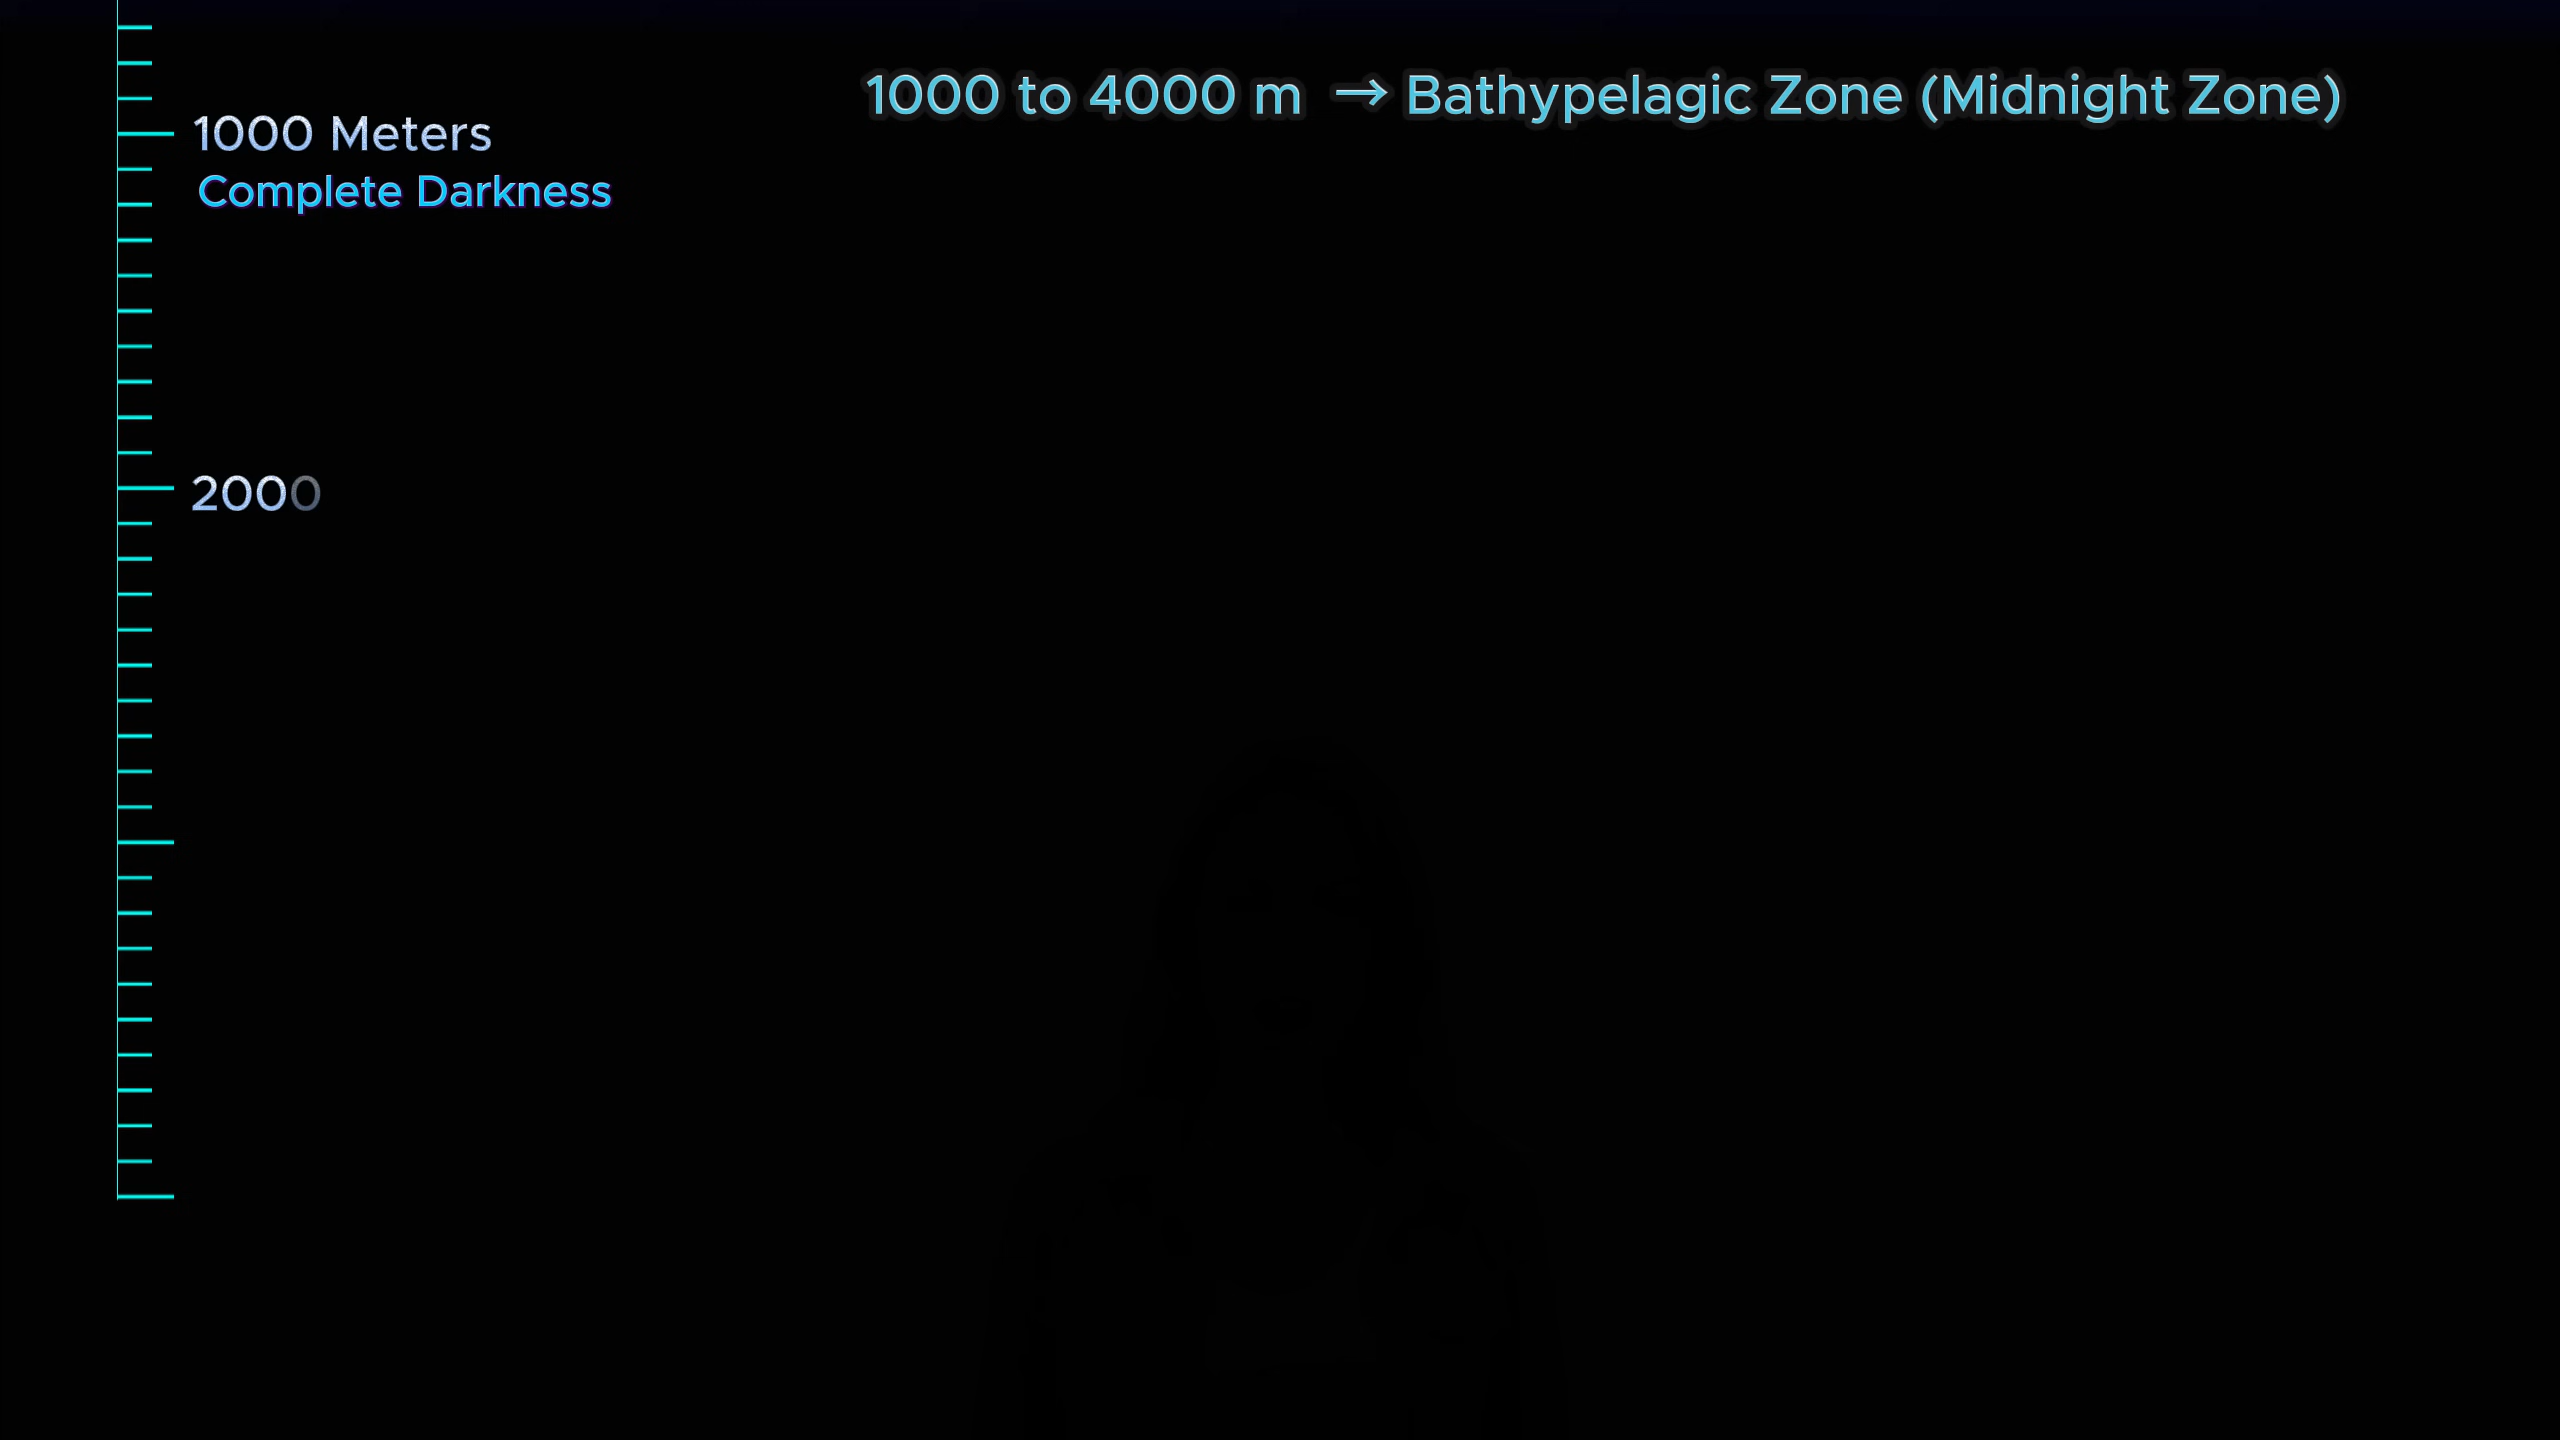 1000 to 4000 m → Bathypelagic Zone (Midnight Zone)
1000 Meters
Complete Darkness
2000